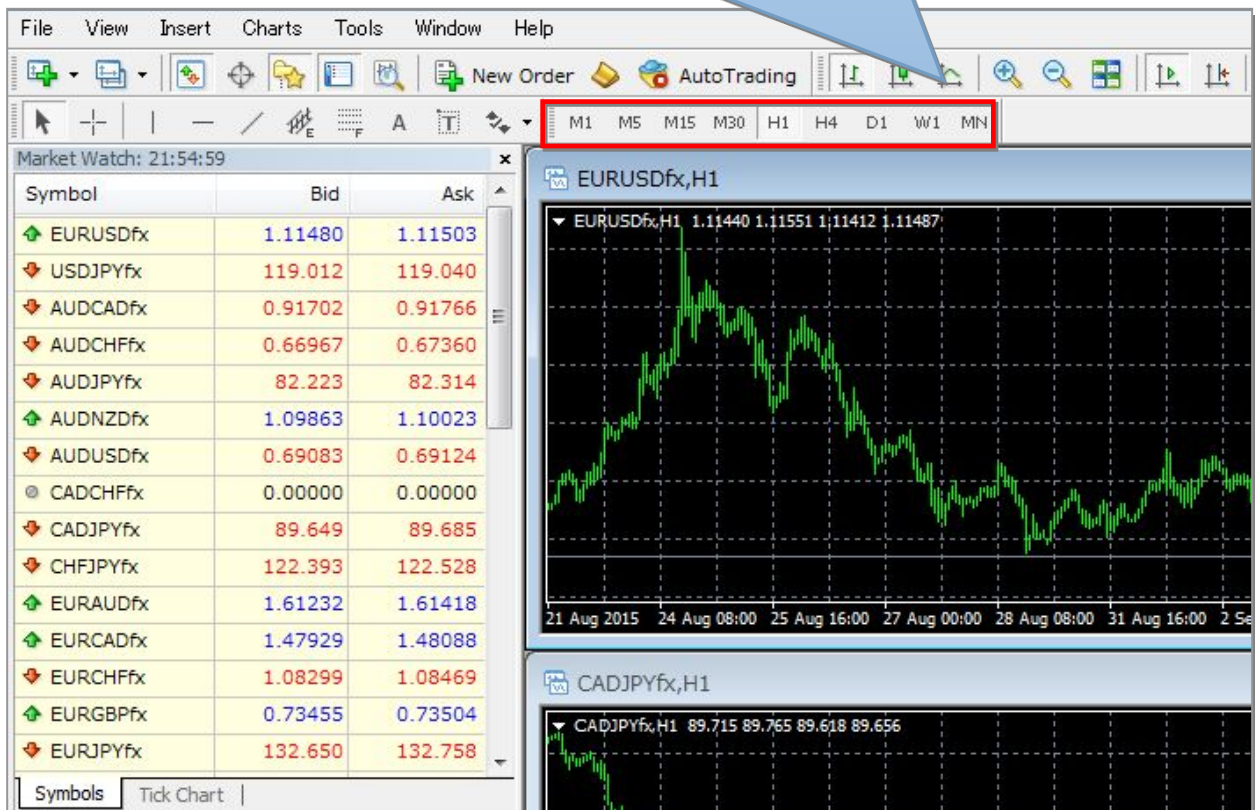 File View Insert Charts Tools Window Help
New Order AutoTrading
E F A T M1 M5 M15 M30 H1 H4 D1 W1 MN
Market Watch: 21:54:59 x
Symbol Bid Ask
EURUSDfx 1.11480 1.11503
USDJPYfx 119.012 119.040
AUDCADfx 0.91702 0.91766
AUDCHFfx 0.66967 0.67360
AUDJPYfx 82.223 82.314
AUDNZDfx 1.09863 1.10023
AUDUSDfx 0.69083 0.69124
CADCHFfx 0.00000 0.00000
CADJPYfx 89.649 89.685
CHFJPYfx 122.393 122.528
EURAUDfx 1.61232 1.61418
EURCADfx 1.47929 1.48088
EURCHFfx 1.08299 1.08469
EURGBPfx 0.73455 0.73504
EURJPYfx 132.650 132.758
Symbols Tick Chart |
EURUSDfx,H1
EURUSDfx,H1 1.11440 1.11551 1.11412 1.11487
21 Aug 2015 24 Aug 08:00 25 Aug 16:00 27 Aug 00:00 28 Aug 08:00 31 Aug 16:00 2 Se
CADJPYfx,H1
CADJPYfx,H1 89.715 89.765 89.618 89.656